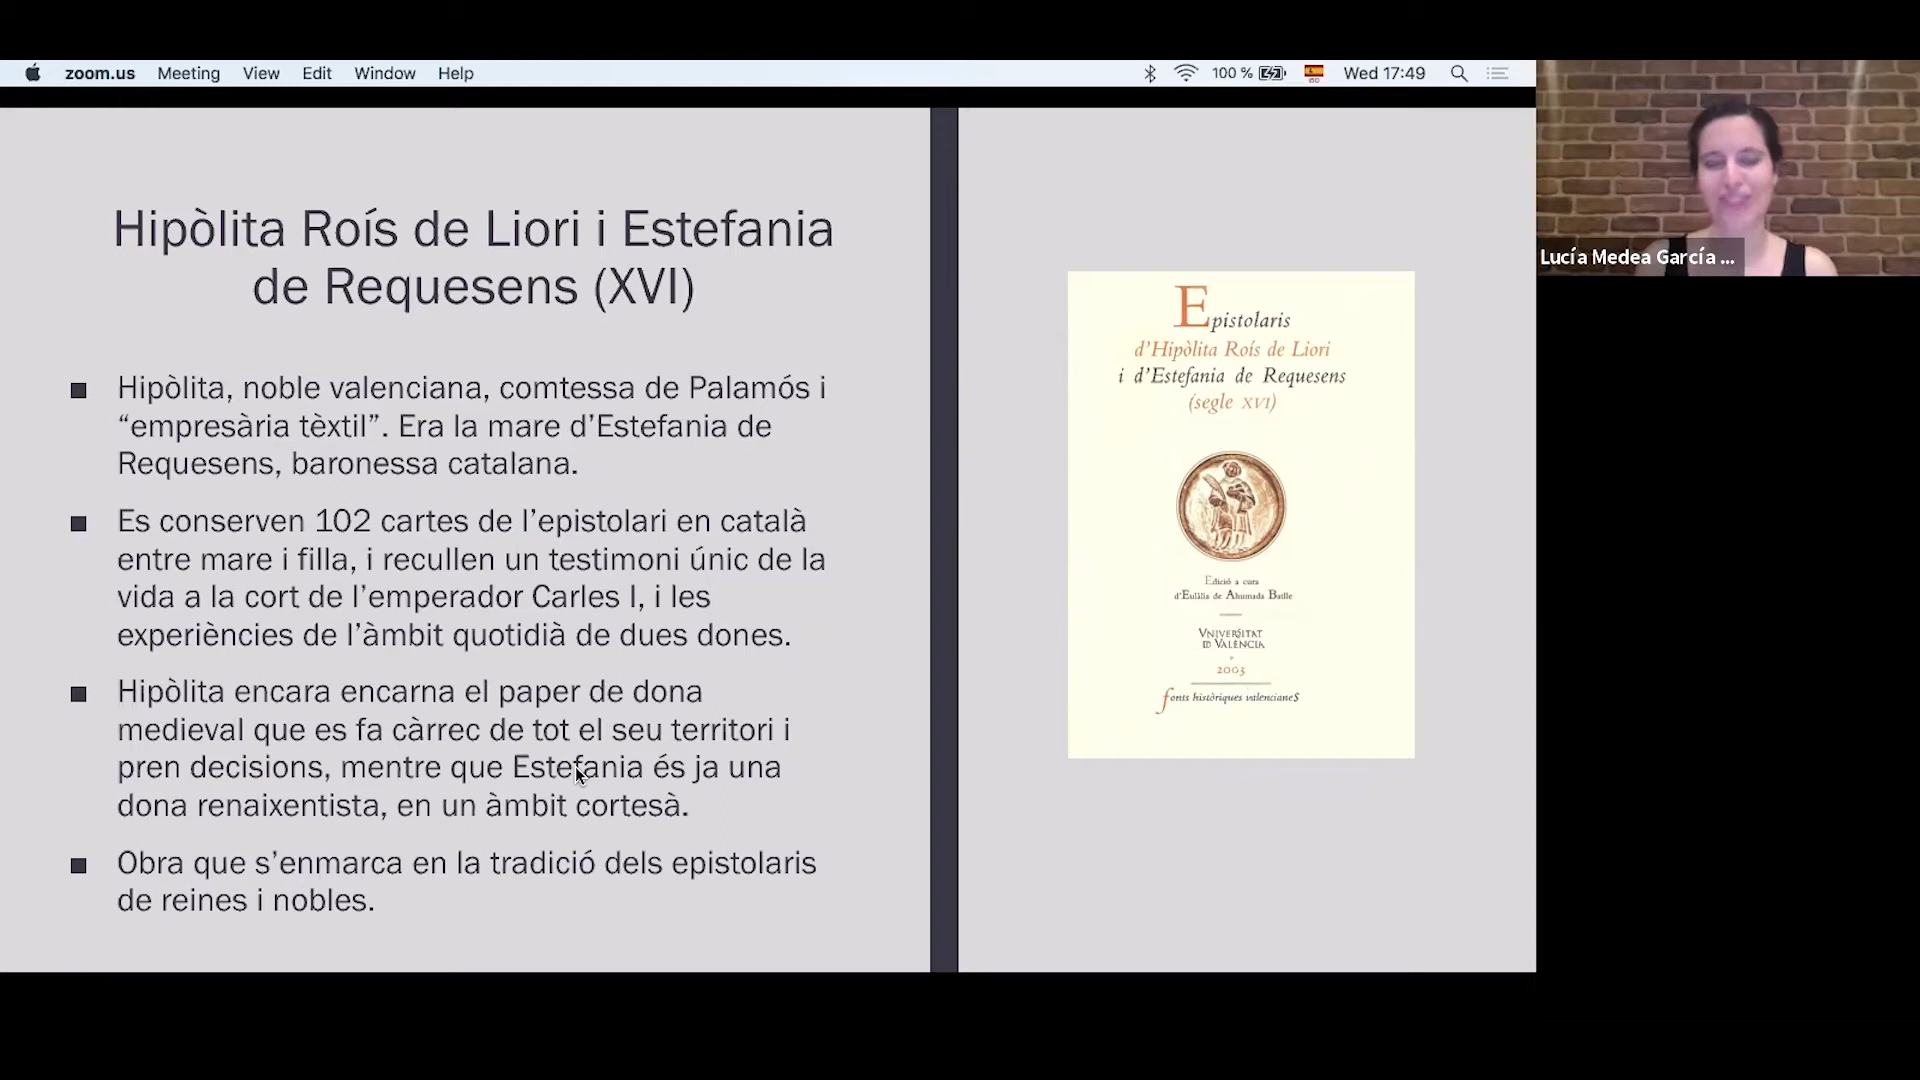 zoom.us Meeting View Edit Window Help 100 % ISO Wed 17:49
Hipòlita Roís de Liori i Estefania
de Requesens (XVI)
■ Hipòlita, noble valenciana, comtessa de Palamós i
“empresària tèxtil”. Era la mare d’Estefania de
Requesens, baronessa catalana.
■ Es conserven 102 cartes de l’epistolari en català
entre mare i filla, i recullen un testimoni únic de la
vida a la cort de l’emperador Carles I, i les
experiències de l’àmbit quotidià de dues dones.
■ Hipòlita encara encarna el paper de dona
medieval que es fa càrrec de tot el seu territori i
pren decisions, mentre que Estefania és ja una
dona renaixentista, en un àmbit cortesà.
■ Obra que s’enmarca en la tradició dels epistolaris
de reines i nobles.
Epistolaris
d’Hipòlita Roís de Liori
i d’Estefania de Requesens
(segle XVI)
Edició a cura
d’Eulàlia de Ahumada Batlle
VNIVERSITAT
ID VALÈNCIA
2003
fonts històriques valencianes
Lucía Medea García ...